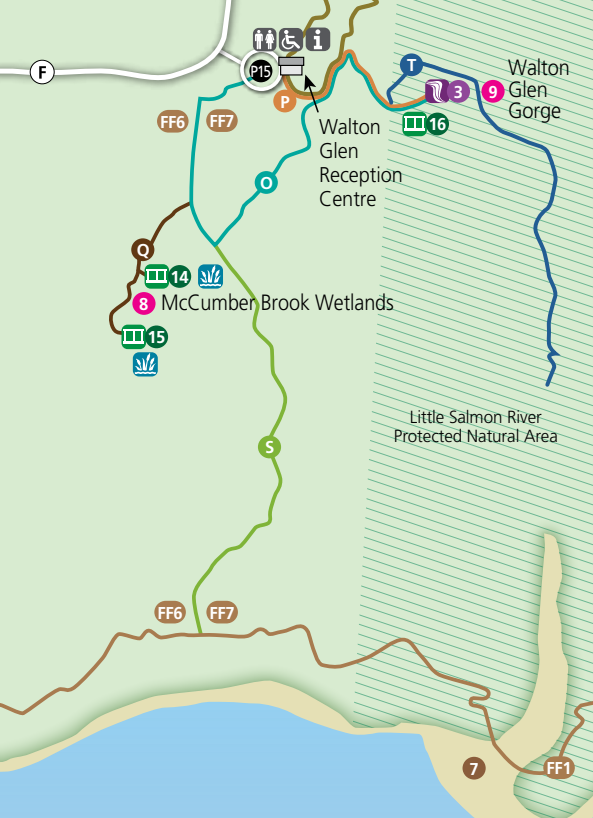 F
P15
i
T
Walton
Glen
Gorge
3
9
P
FF6
FF7
16
Walton
Glen
Reception
Centre
O
Q
14
8
McCumber Brook Wetlands
15
Little Salmon River
Protected Natural Area
S
FF6
FF7
7
FF1